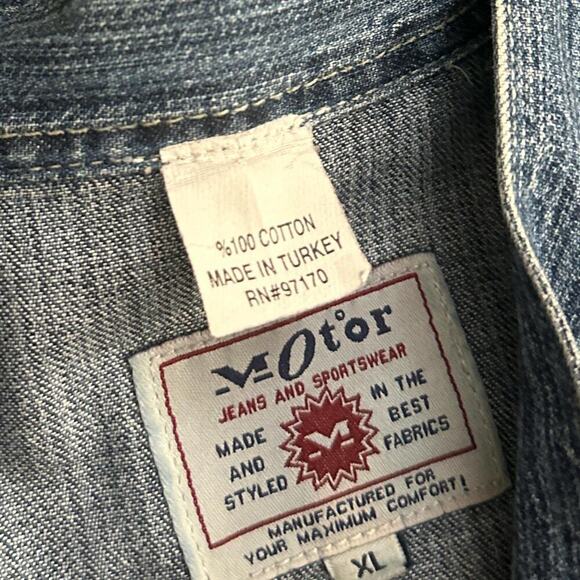 %100 COTTON
MADE IN TURKEY
RN#97170
MOtor
JEANS AND SPORTSWEAR
MADE AND STYLED
M
IN THE BEST FABRICS
MANUFACTURED FOR
YOUR MAXIMUM COMFORT!
XL